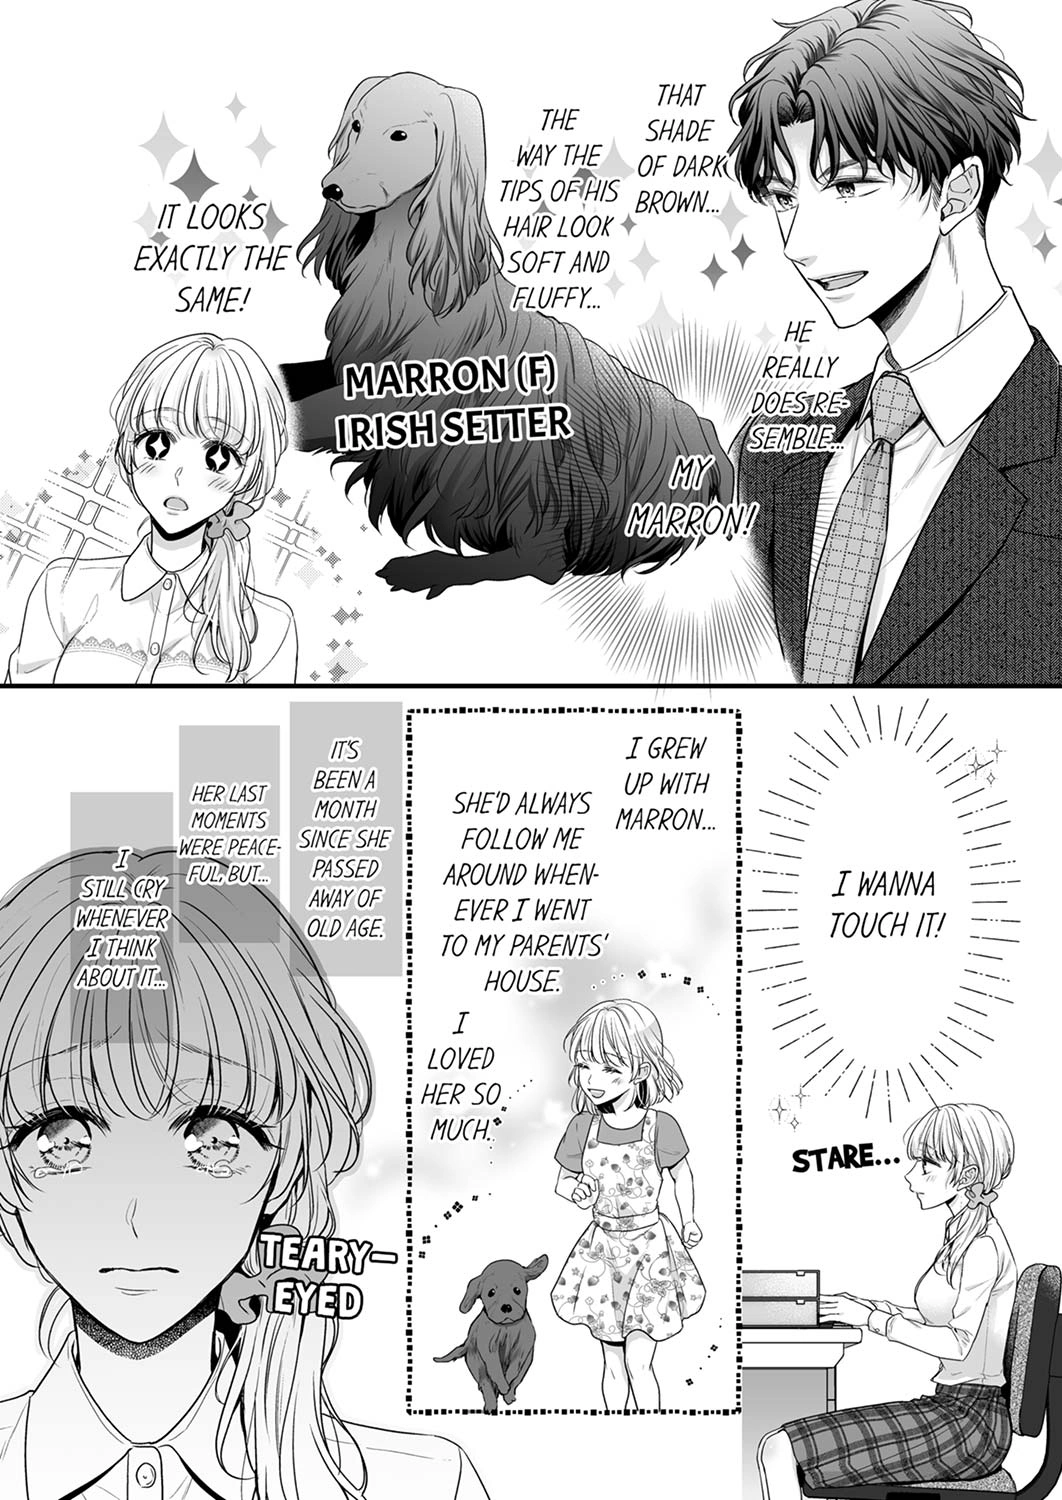 THAT
SHADE
OF DARK
BROWN...
THE
WAY THE
TIPS OF HIS
HAIR LOOK
SOFT AND
FLUFFY...
IT LOOKS
EXACTLY THE
SAME!
HE
REALLY
DOES RE-
SEMBLE...
MY
MARRON!
MARRON (F)
IRISH SETTER
I WANNA
TOUCH IT!
STARE...
I GREW
UP WITH
MARRON...
SHE'D ALWAYS
FOLLOW ME
AROUND WHEN-
EVER I WENT
TO MY PARENTS'
HOUSE.
I
LOVED
HER SO
MUCH.
IT'S
BEEN A
MONTH
SINCE SHE
PASSED
AWAY OF
OLD AGE.
HER LAST
MOMENTS
WERE PEACE-
FUL, BUT...
I
STILL CRY
WHENEVER
I THINK
ABOUT IT...
TEARY-
EYED